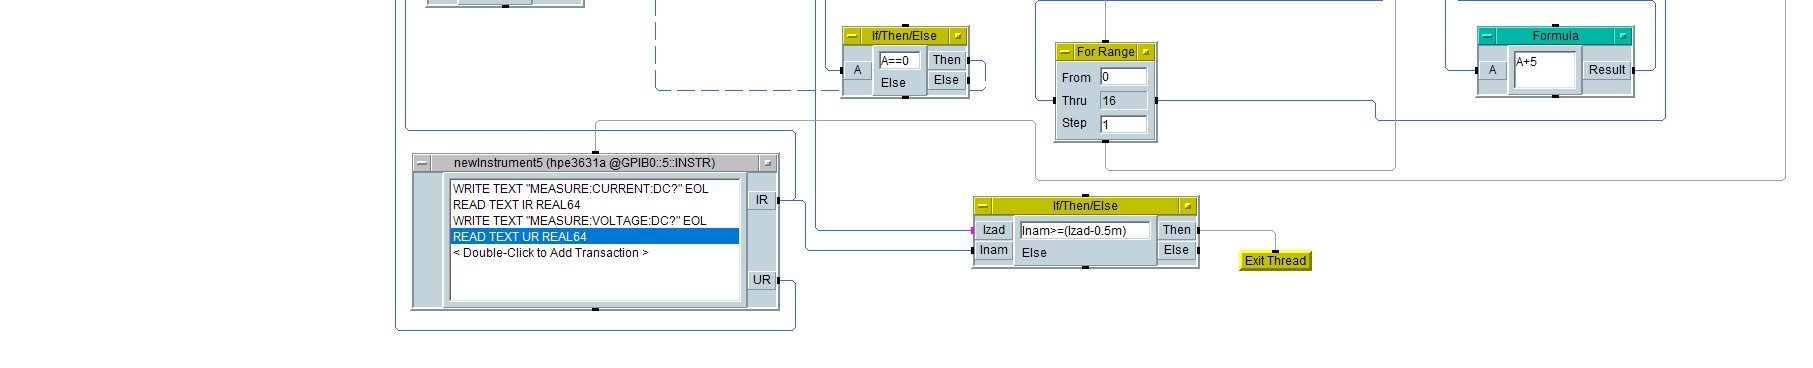 If/Then/Else
A
A==0
Else
Then
Else
For Range
From 0
Thru 16
Step 1
Formula
A
A+5
Result
newInstrument5 (hpe3631a @GPIB0::5::INSTR)
WRITE TEXT "MEASURE:CURRENT:DC?" EOL
READ TEXT IR REAL64
WRITE TEXT "MEASURE:VOLTAGE:DC?" EOL
READ TEXT UR REAL64
< Double-Click to Add Transaction >
IR
UR
If/Then/Else
Izad
Inam
Inam>=(Izad-0.5m)
Else
Then
Else
Exit Thread